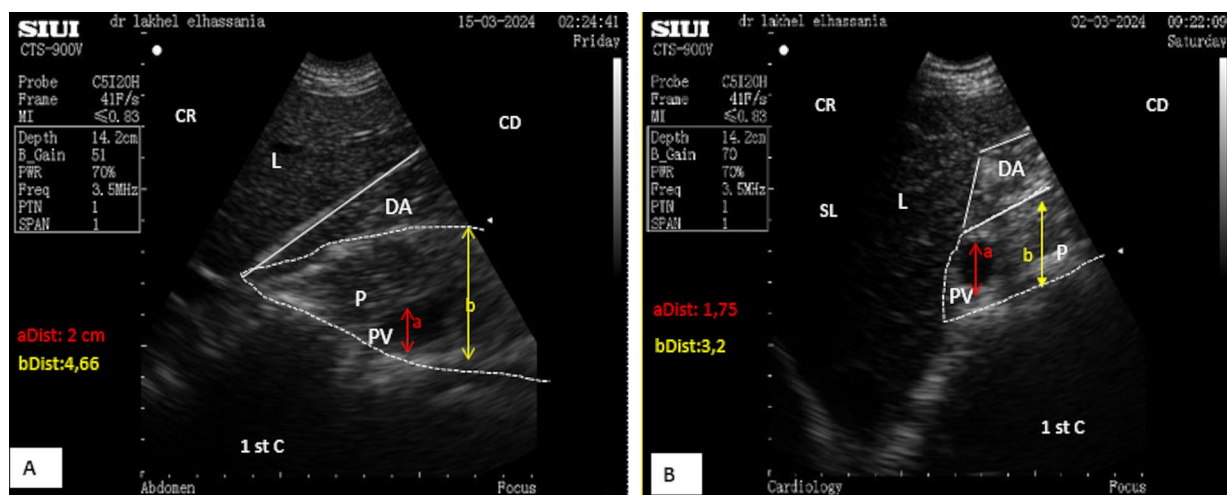 dr lakhel elhassania 15-03-2024 02:24:41
SIUI Friday
CTS-900V
Probe C5I20H
Frame 41F/s
MI ≤0.83
Depth 14.2cm
B_Gain 51
PWR 70%
Freq 3.5MHz
PTN 1
SPAN 1
CR
CD
L
DA
P
b
a
PV
aDist: 2 cm
bDist:4,66
1 st C
A
Abdomen Focus
dr lakhel elhassania 02-03-2024 09:22:09
SIUI Saturday
CTS-900V
Probe C5I20H
Frame 41F/s
MI ≤0.83
Depth 14.2cm
B_Gain 70
PWR 70%
Freq 3.5MHz
PTN 1
SPAN 1
CR
CD
DA
L
SL
a
b
P
PV
aDist: 1,75
bDist:3,2
1 st C
B
Cardiology Focus